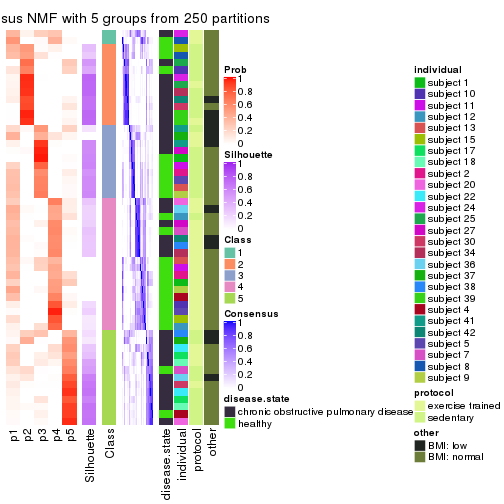 sus NMF with 5 groups from 250 partitions
Prob
1
0.8
0.6
0.4
0.2
0
Silhouette
1
0.8
0.6
0.4
0.2
0
Class
1
2
3
4
5
Consensus
1
0.8
0.6
0.4
0.2
0
disease.state
chronic obstructive pulmonary disease
healthy
individual
subject 1
subject 10
subject 11
subject 12
subject 13
subject 15
subject 17
subject 18
subject 2
subject 20
subject 22
subject 24
subject 25
subject 27
subject 30
subject 34
subject 36
subject 37
subject 38
subject 39
subject 4
subject 41
subject 42
subject 5
subject 7
subject 8
subject 9
protocol
exercise trained
sedentary
other
BMI: low
BMI: normal
p1
p2
p3
p4
p5
Silhouette
Class
disease.state
individual
protocol
other